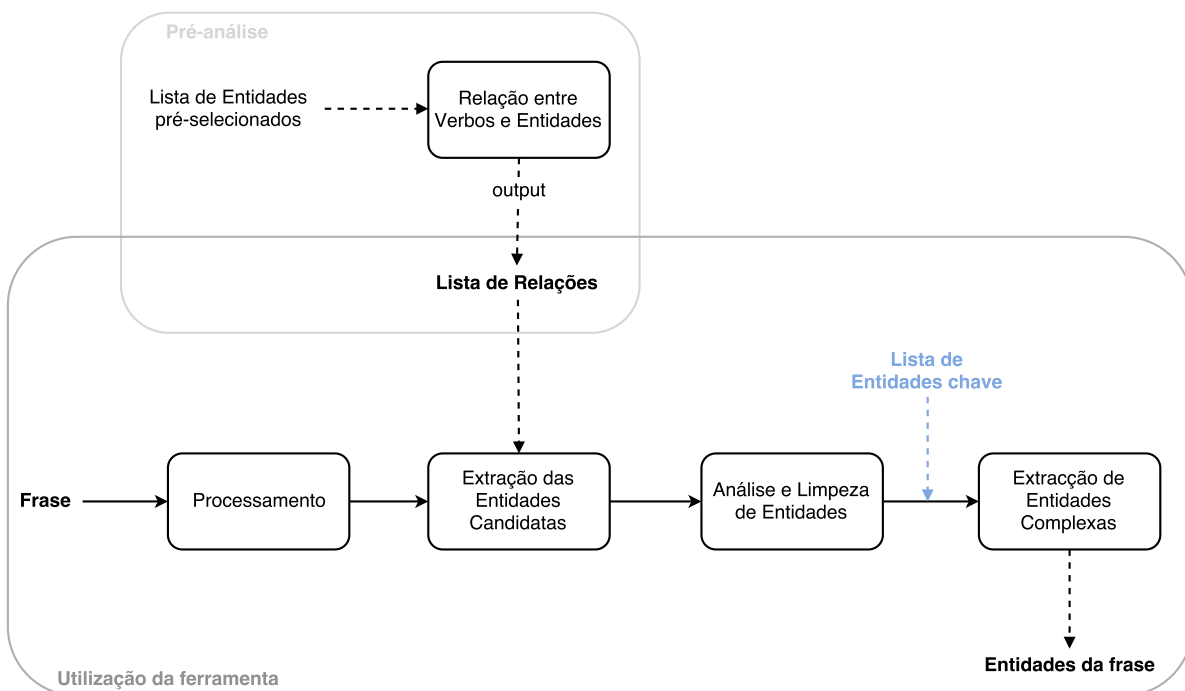 Pré-análise
Lista de Entidades
pré-selecionados
Relação entre
Verbos e Entidades
output
Lista de Relações
Lista de
Entidades chave
Frase
Processamento
Extração das
Entidades
Candidatas
Análise e Limpeza
de Entidades
Extracção de
Entidades
Complexas
Entidades da frase
Utilização da ferramenta